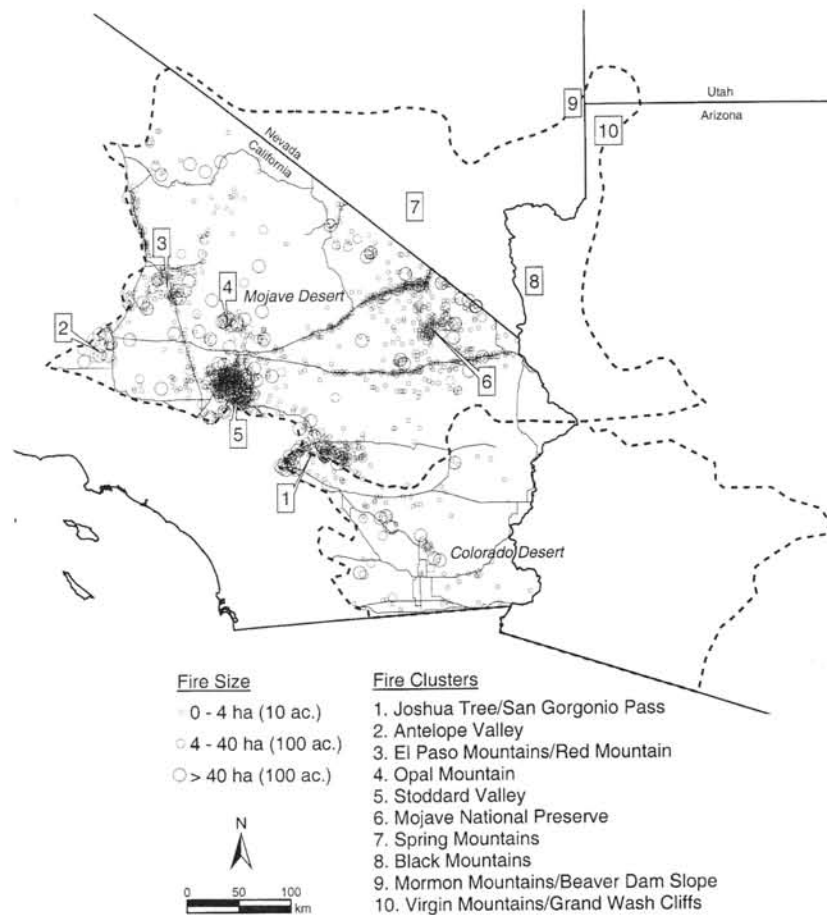 Utah
9
Arizona
10
Nevada
California
7
3
8
4
Mojave Desert
2
6
5
1
Colorado Desert
Fire Size
0 - 4 ha (10 ac.)
4 - 40 ha (100 ac.)
> 40 ha (100 ac.)
N
0 50 100
km
Fire Clusters
1. Joshua Tree/San Gorgonio Pass
2. Antelope Valley
3. El Paso Mountains/Red Mountain
4. Opal Mountain
5. Stoddard Valley
6. Mojave National Preserve
7. Spring Mountains
8. Black Mountains
9. Mormon Mountains/Beaver Dam Slope
10. Virgin Mountains/Grand Wash Cliffs